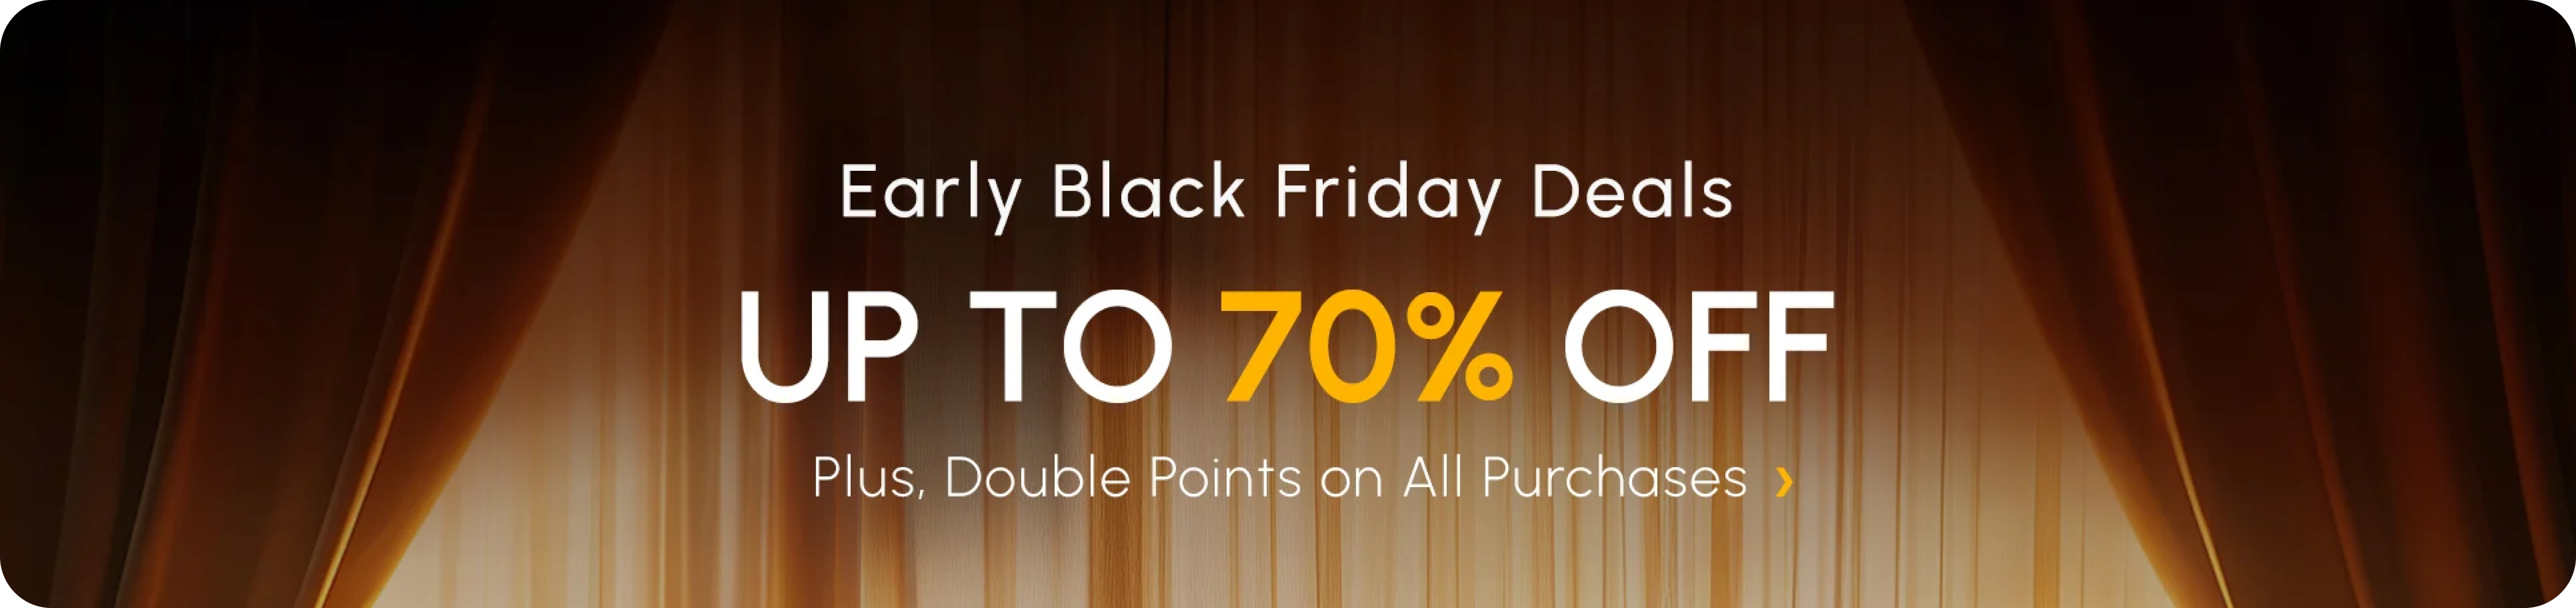 Early Black Friday Deals
UP TO 70% OFF
Plus, Double Points on All Purchases ›